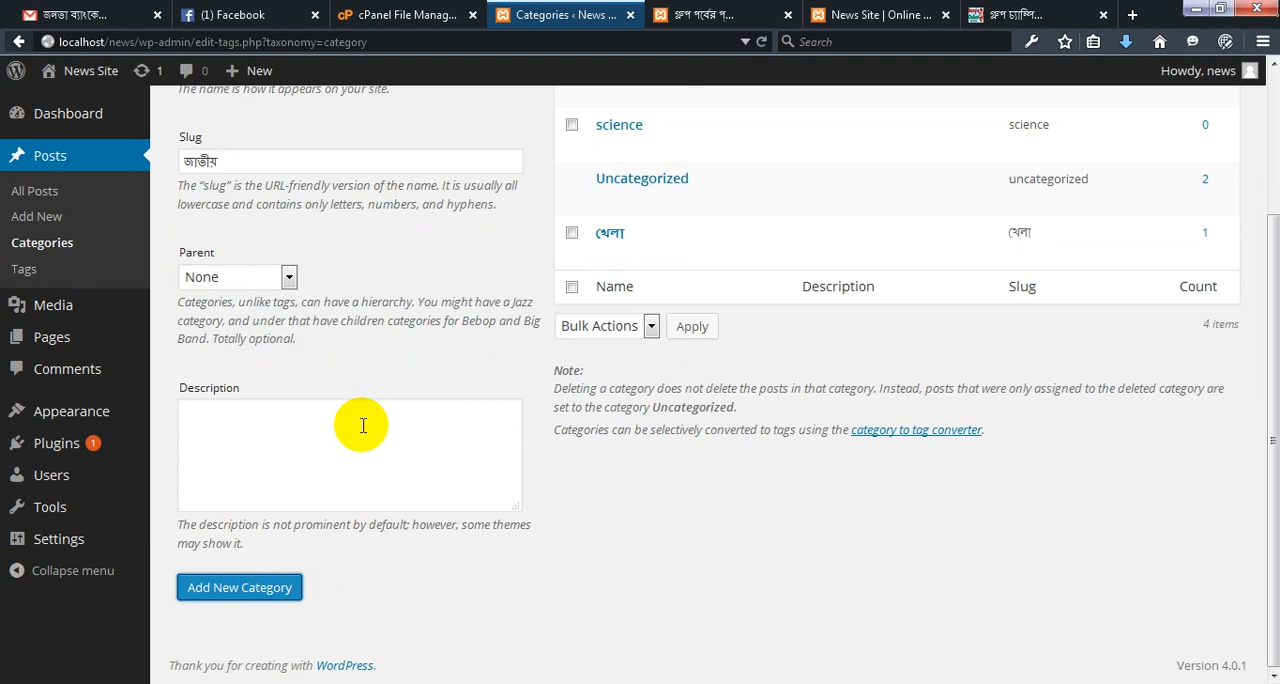 জনতা ব্যাংকে...
(1) Facebook
cPanel File Manag...
Categories ‹ News ...
গ্রুপ পর্বের প্...
News Site | Online ...
গ্রুপ চ্যাম্পি...
localhost/news/wp-admin/edit-tags.php?taxonomy=category
Search
News Site
1
0
New
Howdy, news
Dashboard
Posts
All Posts
Add New
Categories
Tags
Media
Pages
Comments
Appearance
Plugins 1
Users
Tools
Settings
Collapse menu
The name is how it appears on your site.
Slug
জাতীয়
The “slug” is the URL-friendly version of the name. It is usually all
lowercase and contains only letters, numbers, and hyphens.
Parent
None
Categories, unlike tags, can have a hierarchy. You might have a Jazz
category, and under that have children categories for Bebop and Big
Band. Totally optional.
Description
The description is not prominent by default; however, some themes
may show it.
Add New Category
science science 0
Uncategorized uncategorized 2
খেলা খেলা 1
Name Description Slug Count
Bulk Actions Apply 4 items
Note:
Deleting a category does not delete the posts in that category. Instead, posts that were only assigned to the deleted category are
set to the category Uncategorized.
Categories can be selectively converted to tags using the category to tag converter.
Thank you for creating with WordPress.
Version 4.0.1